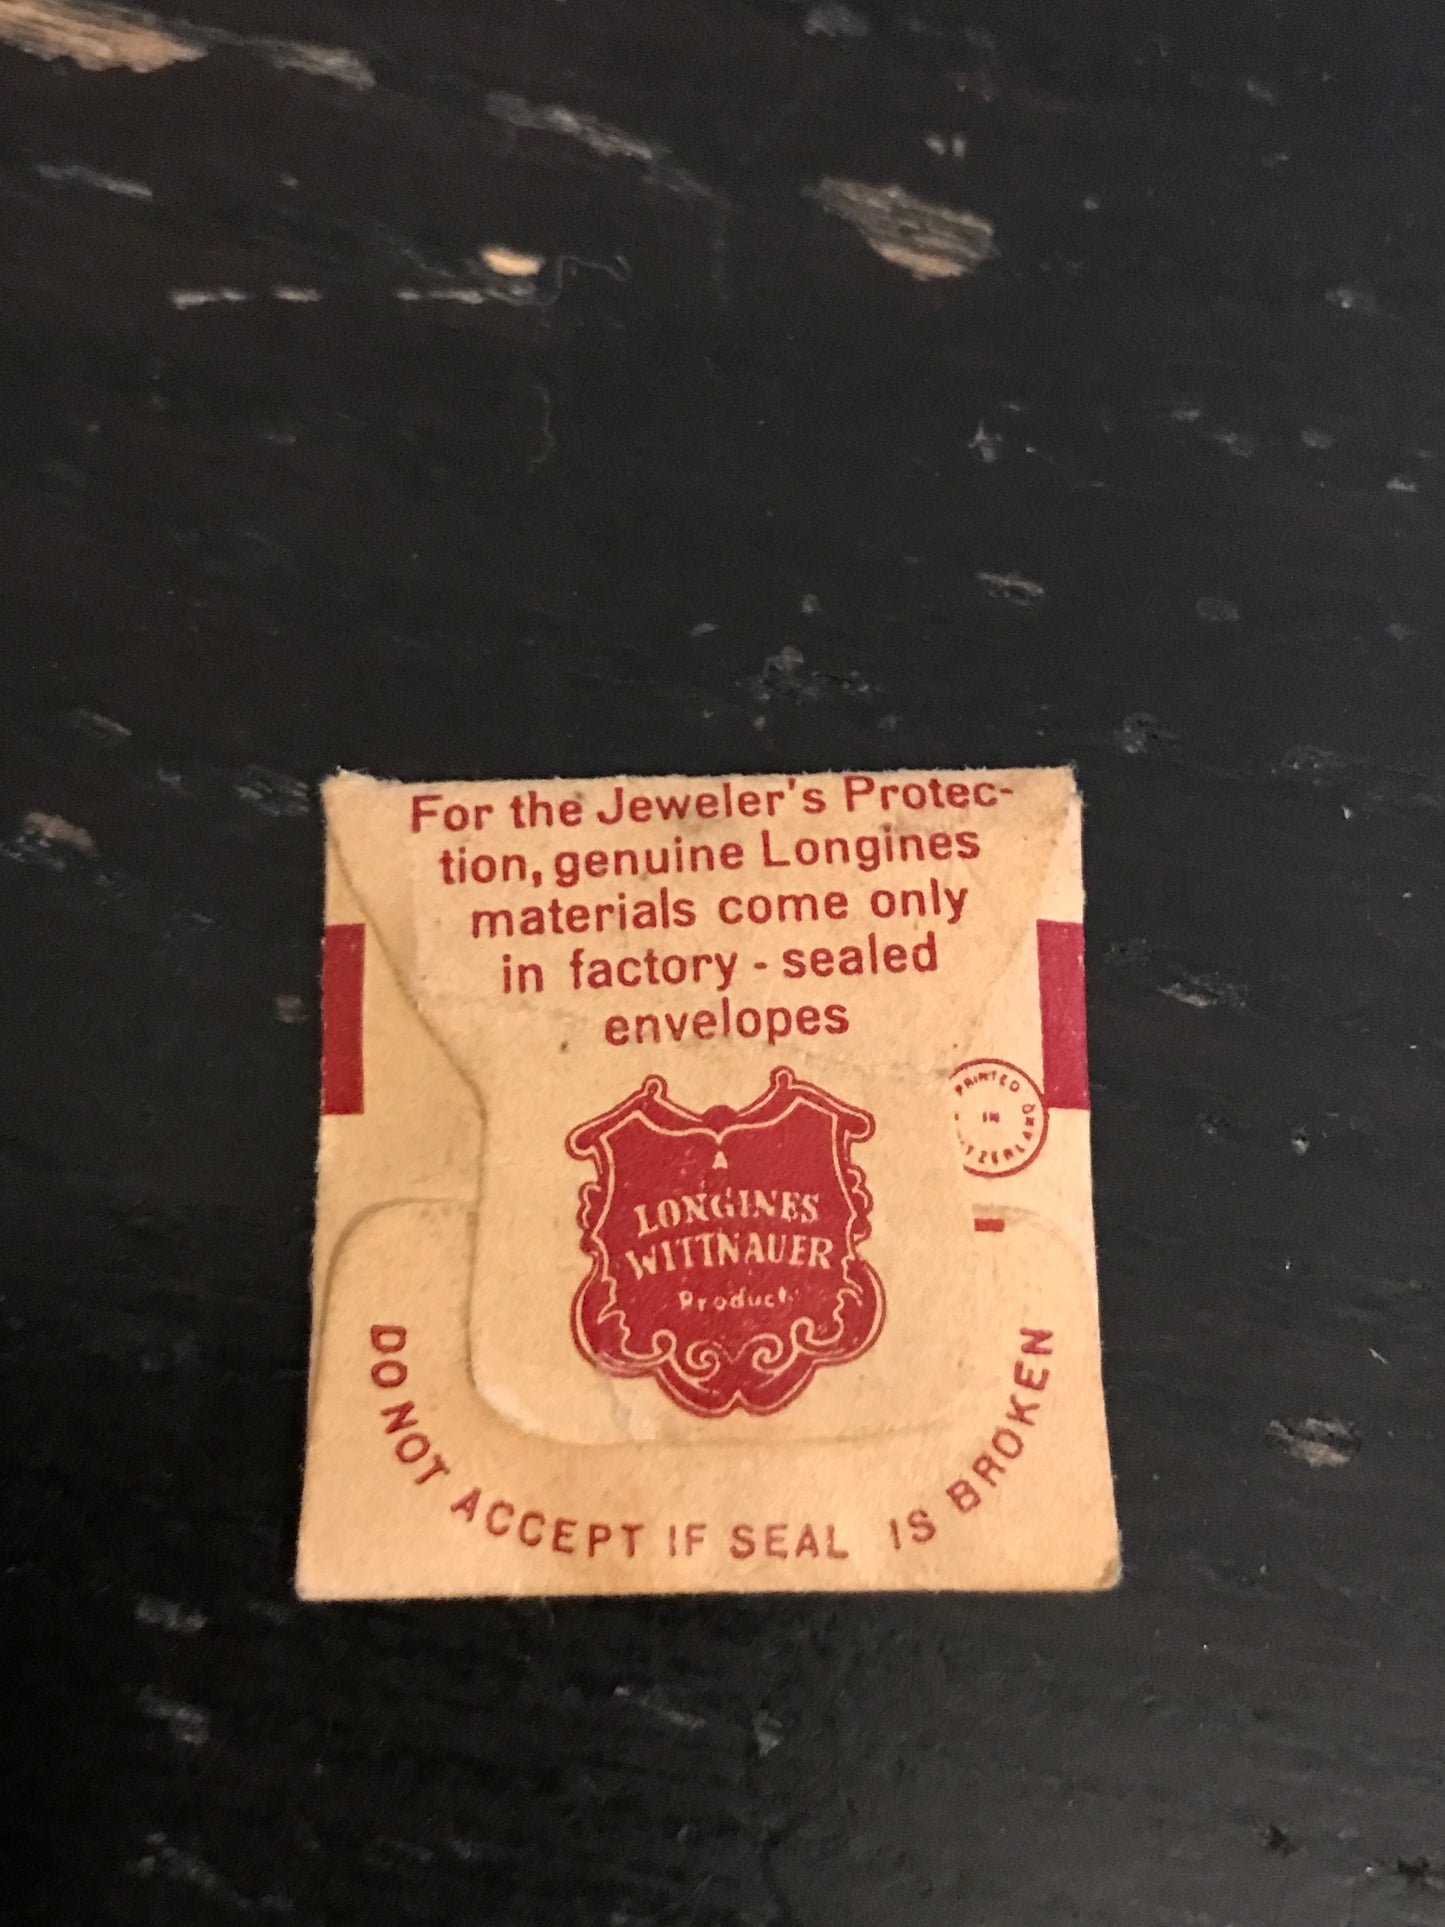 For the Jeweler's Protec-
tion, genuine Longines
materials come only
in factory - sealed
envelopes
PRINTED
IN
TZERLAND
A
LONGINES
WITTNAUER
Product
DO NOT ACCEPT IF SEAL IS BROKEN